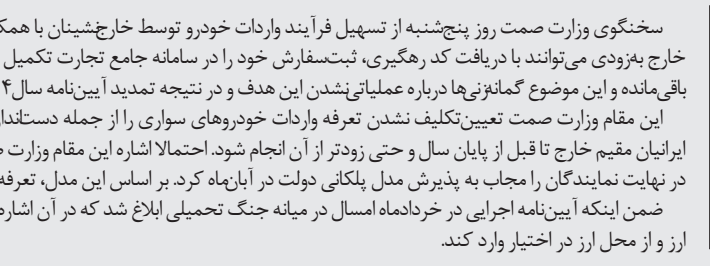 سخنگوی وزارت صمت روز پنج‌شنبه از تسهیل فرآیند واردات خودرو توسط خارج‌نشینان با همک
خارج به‌زودی می‌توانند با دریافت کد رهگیری، ثبت‌سفارش خود را در سامانه جامع تجارت تکمیل
باقی‌مانده و این موضوع گمانه‌زنی‌ها درباره عملیاتی‌نشدن این هدف و در نتیجه تمدید آیین‌نامه سال۴
این مقام وزارت صمت تعیین‌تکلیف نشدن تعرفه واردات خودروهای سواری را از جمله دست‌اندا
ایرانیان مقیم خارج تا قبل از پایان سال و حتی زودتر از آن انجام شود. احتمالا اشاره این مقام وزارت ص
در نهایت نمایندگان را مجاب به پذیرش مدل پلکانی دولت در آبان‌ماه کرد. بر اساس این مدل، تعرفه
ضمن اینکه آیین‌نامه اجرایی در خردادماه امسال در میانه جنگ تحمیلی ابلاغ شد که در آن اشاره
ارز و از محل ارز در اختیار وارد کند.